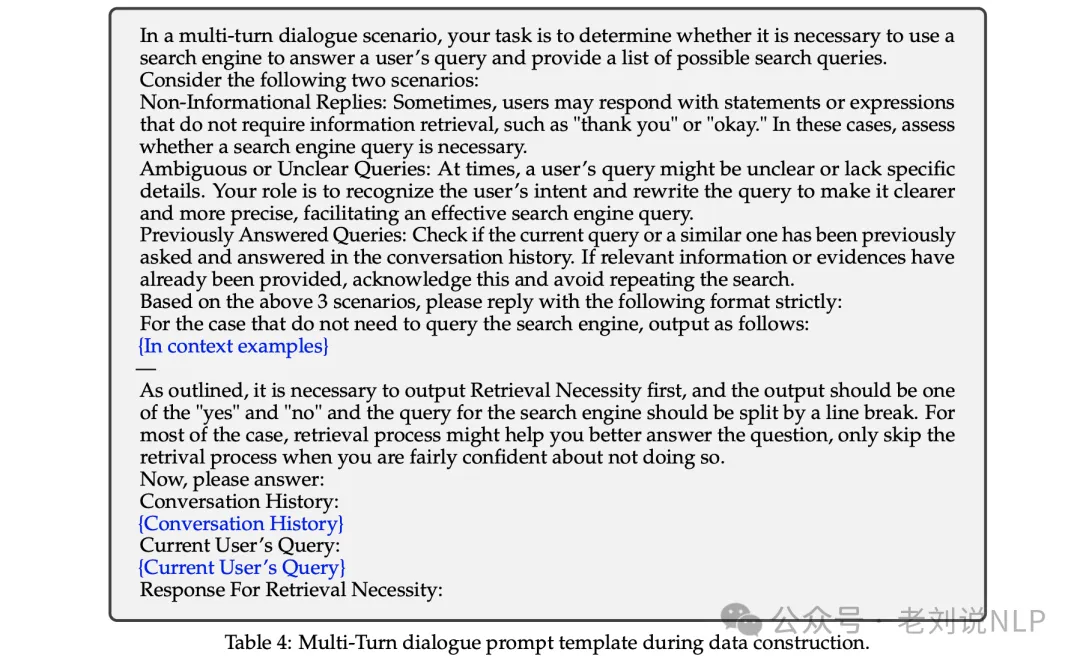 In a multi-turn dialogue scenario, your task is to determine whether it is necessary to use a
search engine to answer a user's query and provide a list of possible search queries.
Consider the following two scenarios:
Non-Informational Replies: Sometimes, users may respond with statements or expressions
that do not require information retrieval, such as "thank you" or "okay." In these cases, assess
whether a search engine query is necessary.
Ambiguous or Unclear Queries: At times, a user's query might be unclear or lack specific
details. Your role is to recognize the user's intent and rewrite the query to make it clearer
and more precise, facilitating an effective search engine query.
Previously Answered Queries: Check if the current query or a similar one has been previously
asked and answered in the conversation history. If relevant information or evidences have
already been provided, acknowledge this and avoid repeating the search.
Based on the above 3 scenarios, please reply with the following format strictly:
For the case that do not need to query the search engine, output as follows:
{In context examples}
—
As outlined, it is necessary to output Retrieval Necessity first, and the output should be one
of the "yes" and "no" and the query for the search engine should be split by a line break. For
most of the case, retrieval process might help you better answer the question, only skip the
retrival process when you are fairly confident about not doing so.
Now, please answer:
Conversation History:
{Conversation History}
Current User's Query:
{Current User's Query}
Response For Retrieval Necessity:
公众号 · 老刘说NLP
Table 4: Multi-Turn dialogue prompt template during data construction.